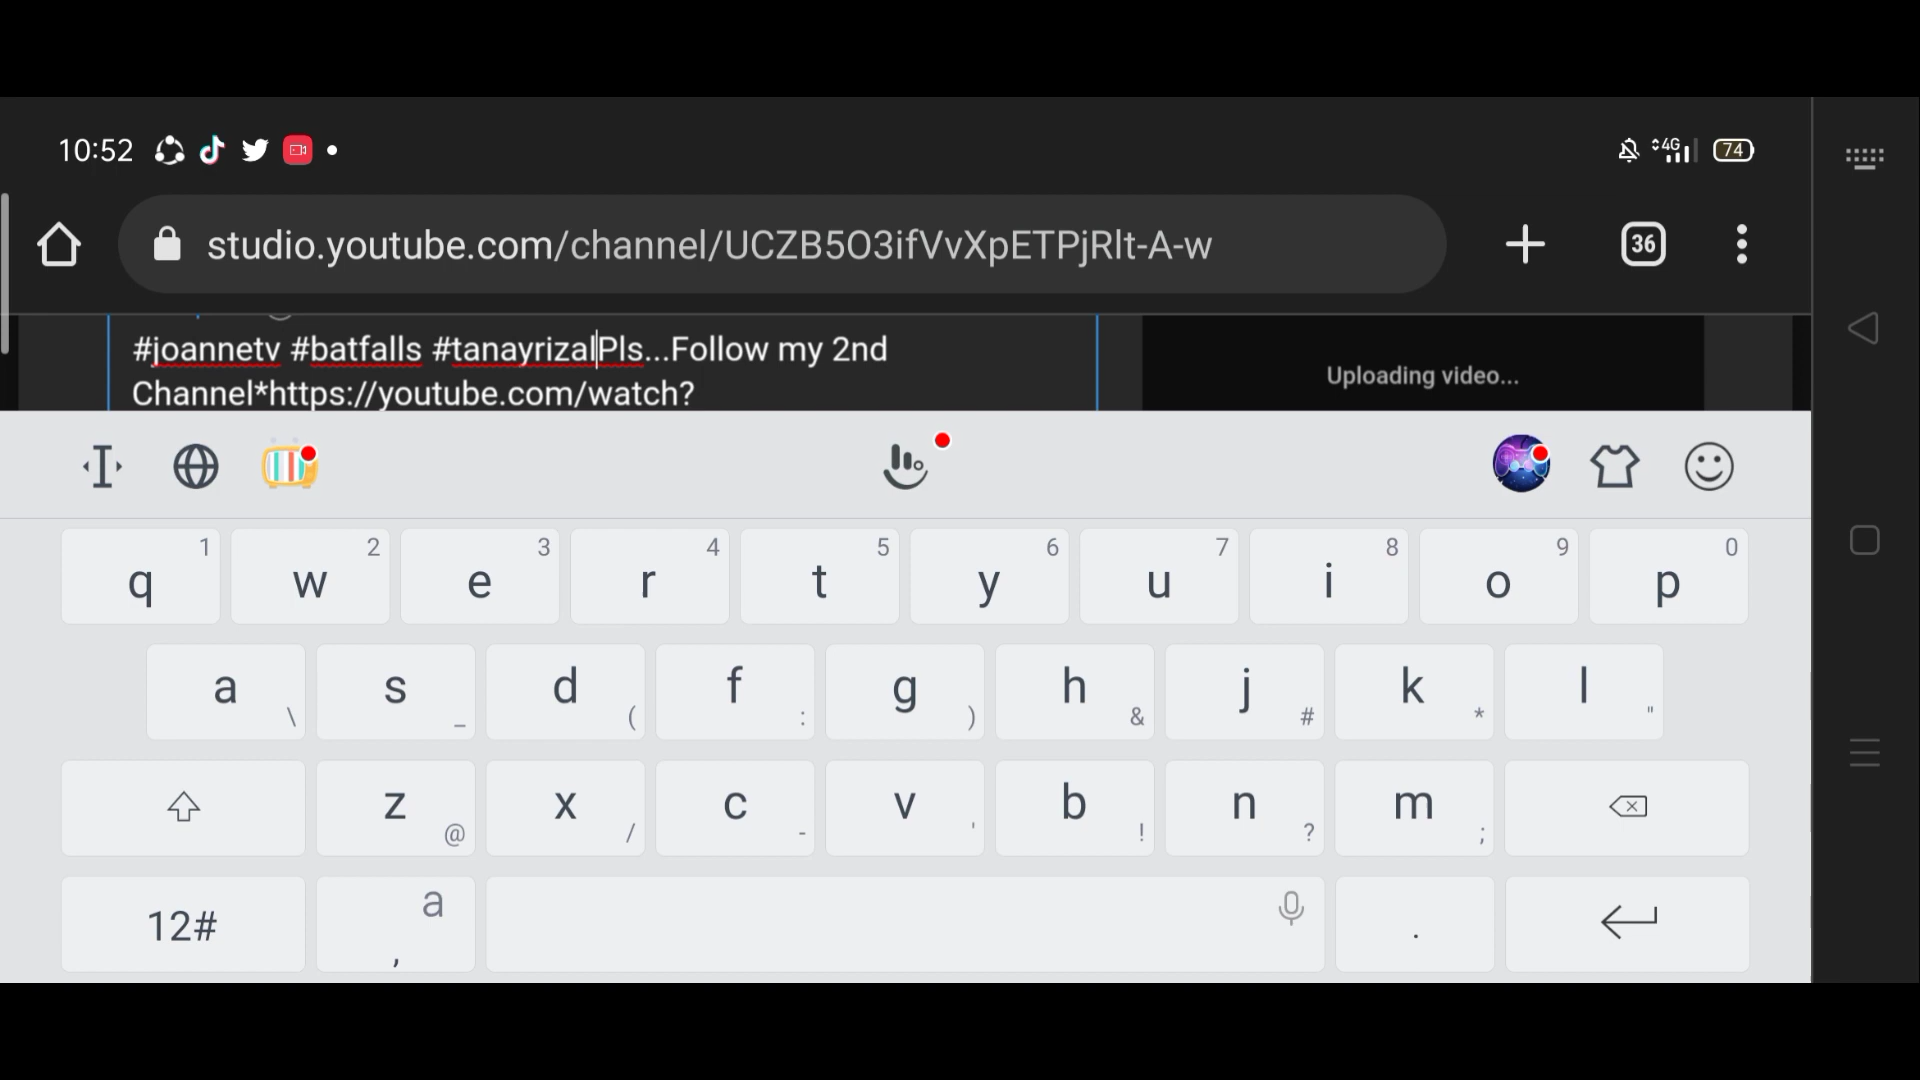 10:52
4G
74
studio.youtube.com/channel/UCZB5O3ifVvXpETPjRlt-A-w
36
#joannetv #batfalls #tanayrizalPls...Follow my 2nd
Channel*https://youtube.com/watch?
Uploading video...
q 1 w 2 e 3 r 4 t 5 y 6 u 7 i 8 o 9 p 0
a \ s _ d ( f : g ) h & j # k * l "
z @ x / c - v ' b ! n ? m ;
12# , a .